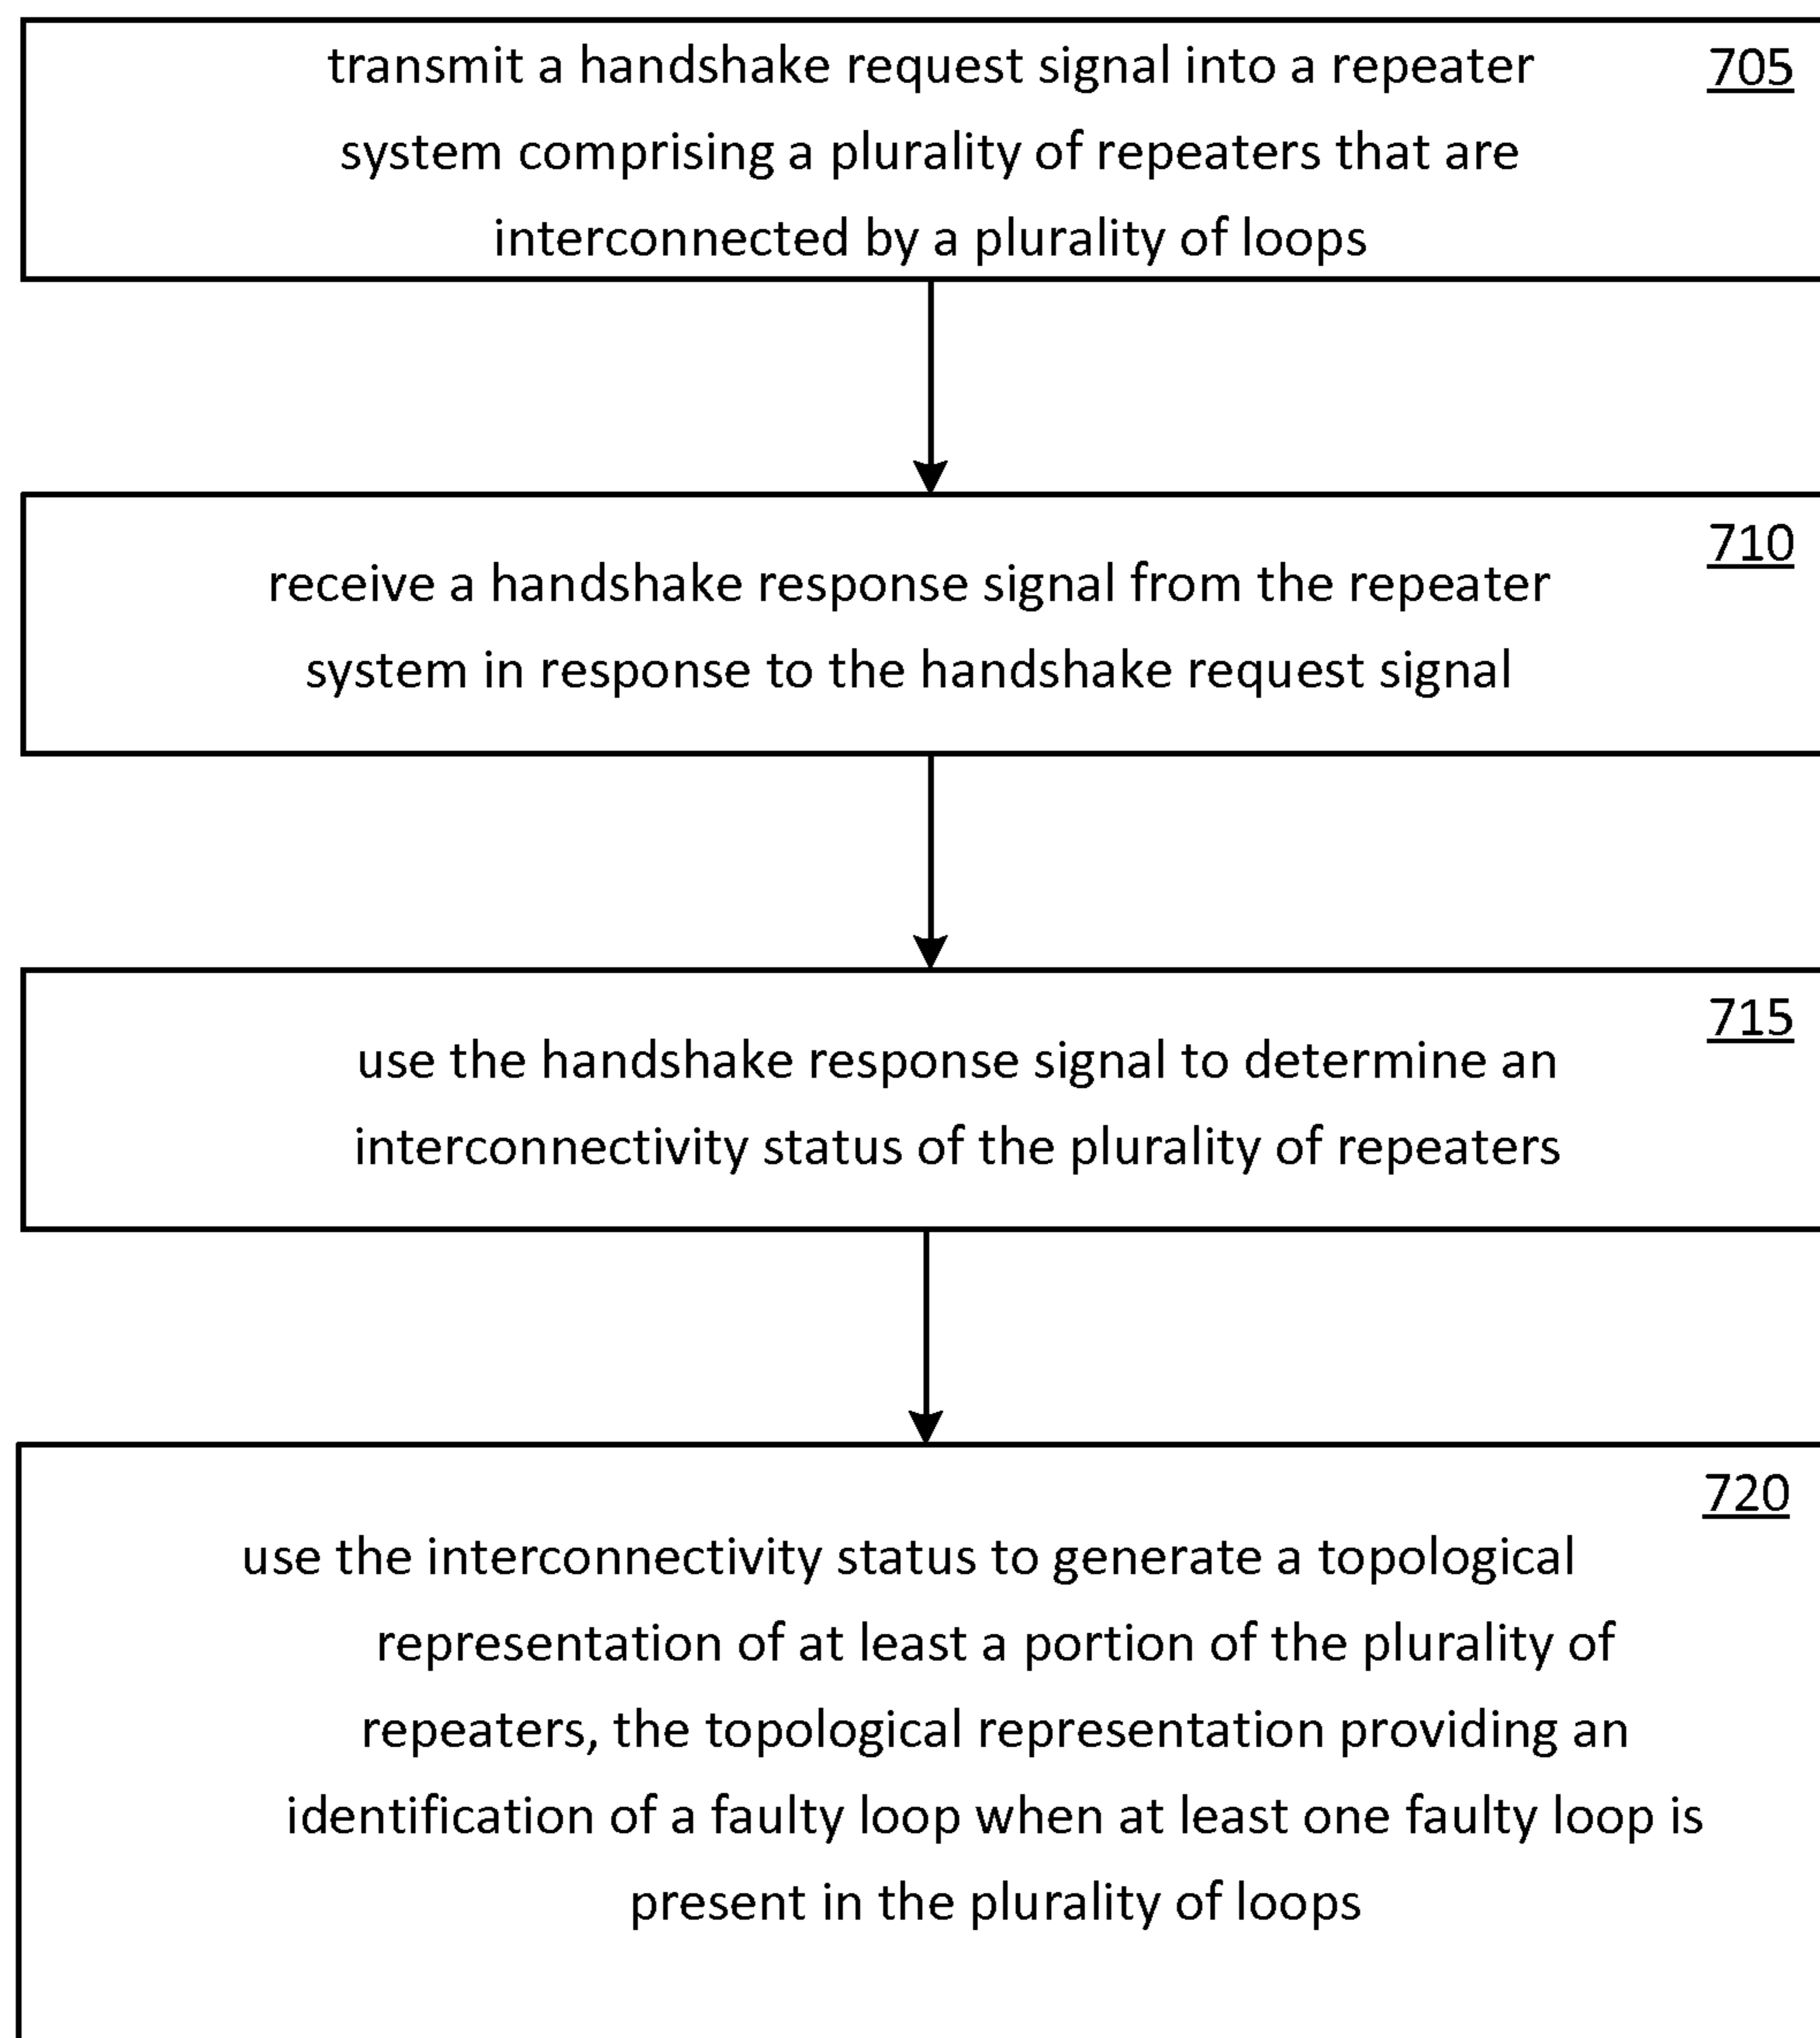 transmit a handshake request signal into a repeater 705
system comprising a plurality of repeaters that are
interconnected by a plurality of loops
710
receive a handshake response signal from the repeater
system in response to the handshake request signal
715
use the handshake response signal to determine an
interconnectivity status of the plurality of repeaters
720
use the interconnectivity status to generate a topological
representation of at least a portion of the plurality of
repeaters, the topological representation providing an
identification of a faulty loop when at least one faulty loop is
present in the plurality of loops